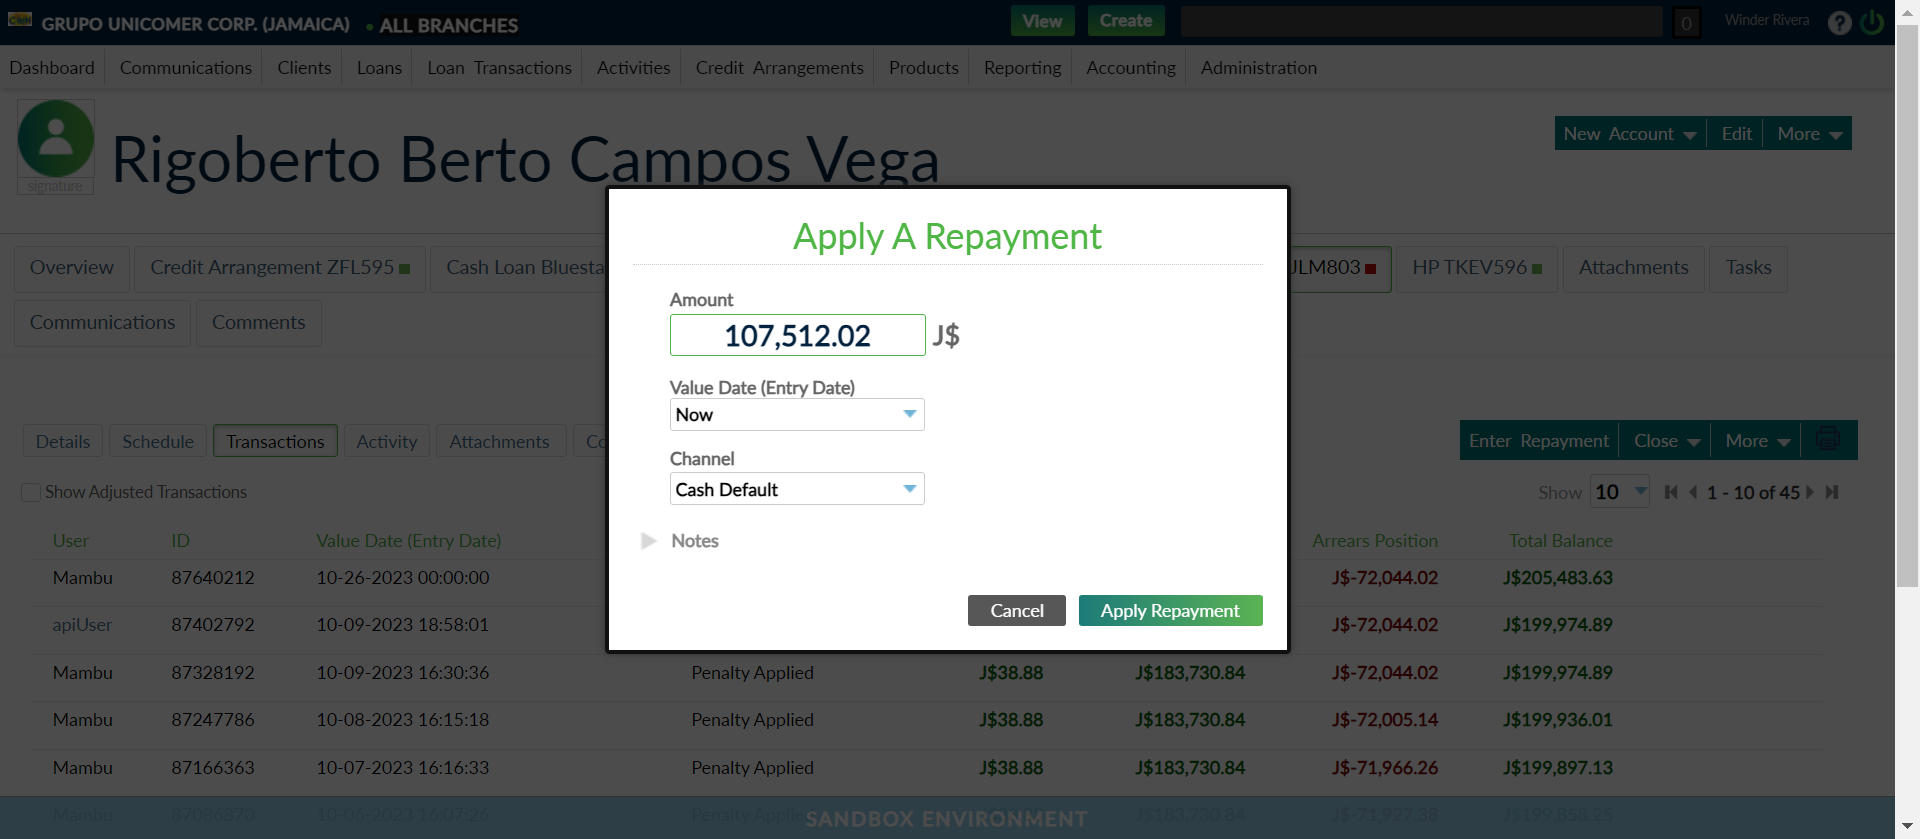 GRUPO UNICOMER CORP. (JAMAICA) ALL BRANCHES View Create 0 Winder Rivera ?
Dashboard Communications Clients Loans Loan Transactions Activities Credit Arrangements Products Reporting Accounting Administration
signature
Rigoberto Berto Campos Vega
New Account Edit More
Overview Credit Arrangement ZFL595 Cash Loan Bluesta JLM803 HP TKEV596 Attachments Tasks
Communications Comments
Apply A Repayment
Amount
107,512.02 J$
Value Date (Entry Date)
Now
Channel
Cash Default
Notes
Cancel Apply Repayment
Details Schedule Transactions Activity Attachments Co
Enter Repayment Close More
Show Adjusted Transactions
Show 10 1 - 10 of 45
User ID Value Date (Entry Date) Arrears Position Total Balance
Mambu 87640212 10-26-2023 00:00:00 J$-72,044.02 J$205,483.63
apiUser 87402792 10-09-2023 18:58:01 J$-72,044.02 J$199,974.89
Mambu 87328192 10-09-2023 16:30:36 Penalty Applied J$38.88 J$183,730.84 J$-72,044.02 J$199,974.89
Mambu 87247786 10-08-2023 16:15:18 Penalty Applied J$38.88 J$183,730.84 J$-72,005.14 J$199,936.01
Mambu 87166363 10-07-2023 16:16:33 Penalty Applied J$38.88 J$183,730.84 J$-71,966.26 J$199,897.13
Mambu 87086870 10-06-2023 16:07:26 Penalty J$183,730.84 J$-71,927.38 J$199,858.25
SANDBOX ENVIRONMENT